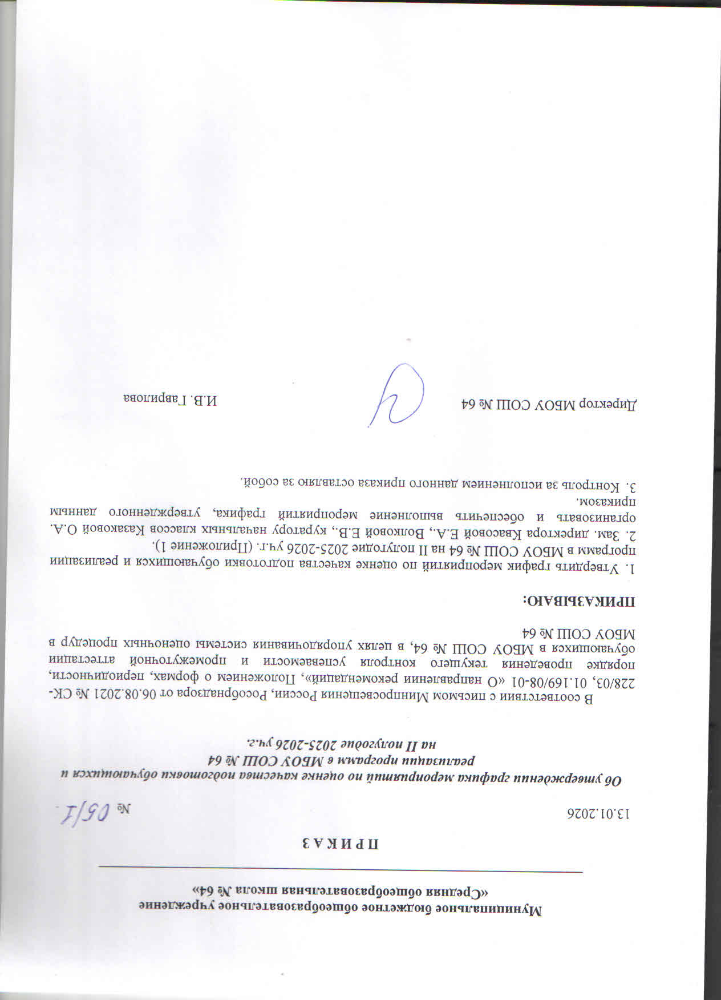 Муниципальное бюджетное общеобразовательное учреждение
«Средняя общеобразовательная школа № 64»
П Р И К А З
13.01.2026 № 05/1
Об утверждении графика мероприятий по оценке качества подготовки обучающихся и
реализации программ в МБОУ СОШ № 64
на II полугодие 2025-2026 уч.г.
В соответствии с письмом Минпросвещения России, Рособрнадзора от 06.08.2021 № СК-
228/03, 01.169/08-01 «О направлении рекомендаций», Положением о формах, периодичности,
порядке проведения текущего контроля успеваемости и промежуточной аттестации
обучающихся в МБОУ СОШ № 64, в целях упорядочивания системы оценочных процедур в
МБОУ СОШ № 64
ПРИКАЗЫВАЮ:
1. Утвердить график мероприятий по оценке качества подготовки обучающихся и реализации
программ в МБОУ СОШ № 64 на II полугодие 2025-2026 уч.г. (Приложение 1).
2. Зам. директора Квасовой Е.А., Волковой Е.В., куратору начальных классов Казаковой О.А.
организовать и обеспечить выполнение мероприятий графика, утвержденного данным
приказом.
3. Контроль за исполнением данного приказа оставляю за собой.
Директор МБОУ СОШ № 64 И.В. Гаврилова